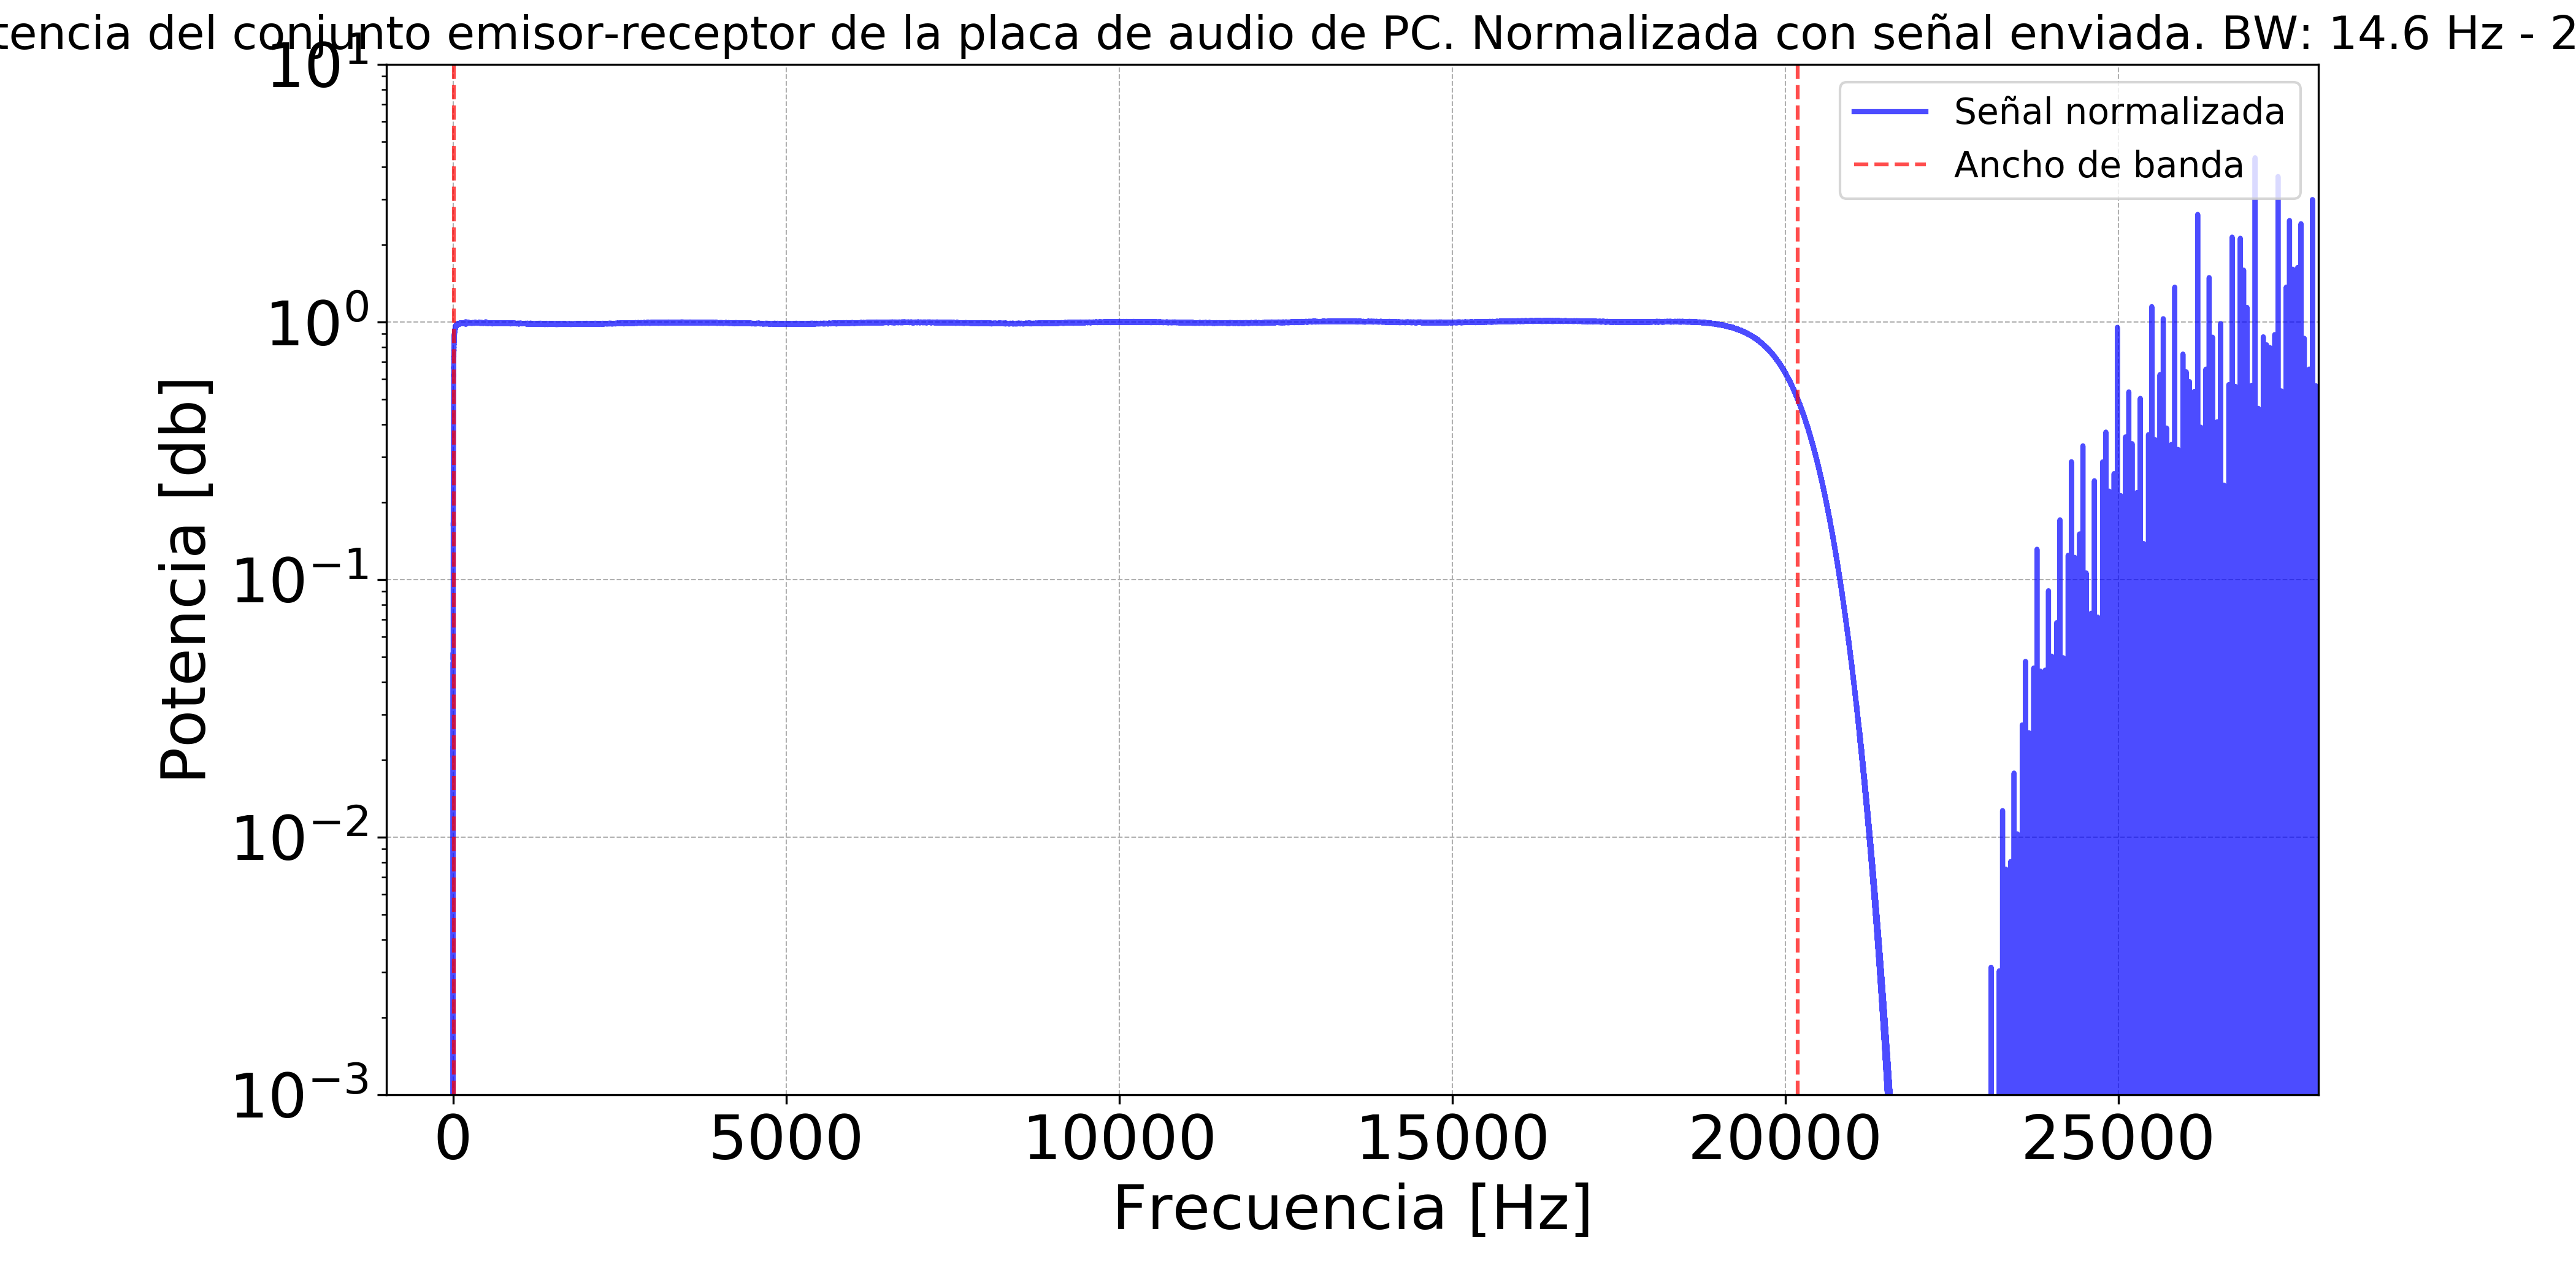 tencia del conjunto emisor-receptor de la placa de audio de PC. Normalizada con señal enviada. BW: 14.6 Hz - 2
10¹
Señal normalizada
Ancho de banda
10⁰
10⁻¹
10⁻²
10⁻³
Potencia [db]
0 5000 10000 15000 20000 25000
Frecuencia [Hz]